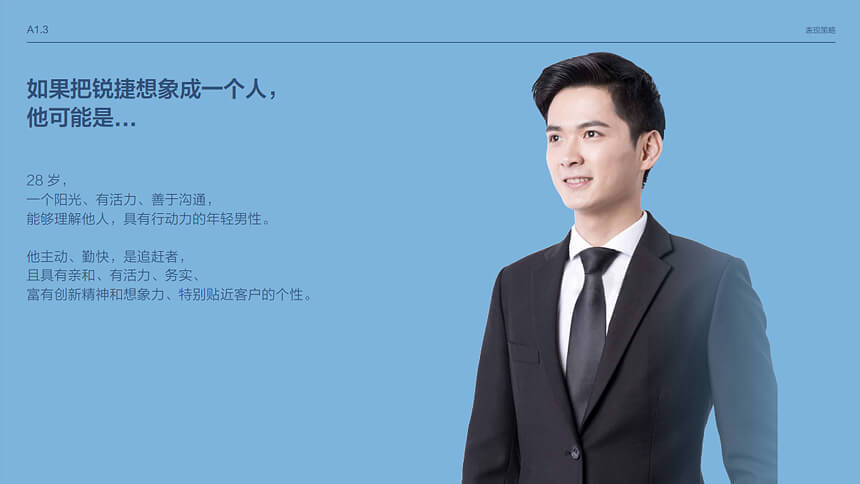 A1.3
表现策略
如果把锐捷想象成一个人，
他可能是…
28 岁，
一个阳光、有活力、善于沟通，
能够理解他人，具有行动力的年轻男性。
他主动、勤快，是追赶者，
且具有亲和、有活力、务实、
富有创新精神和想象力、特别贴近客户的个性。